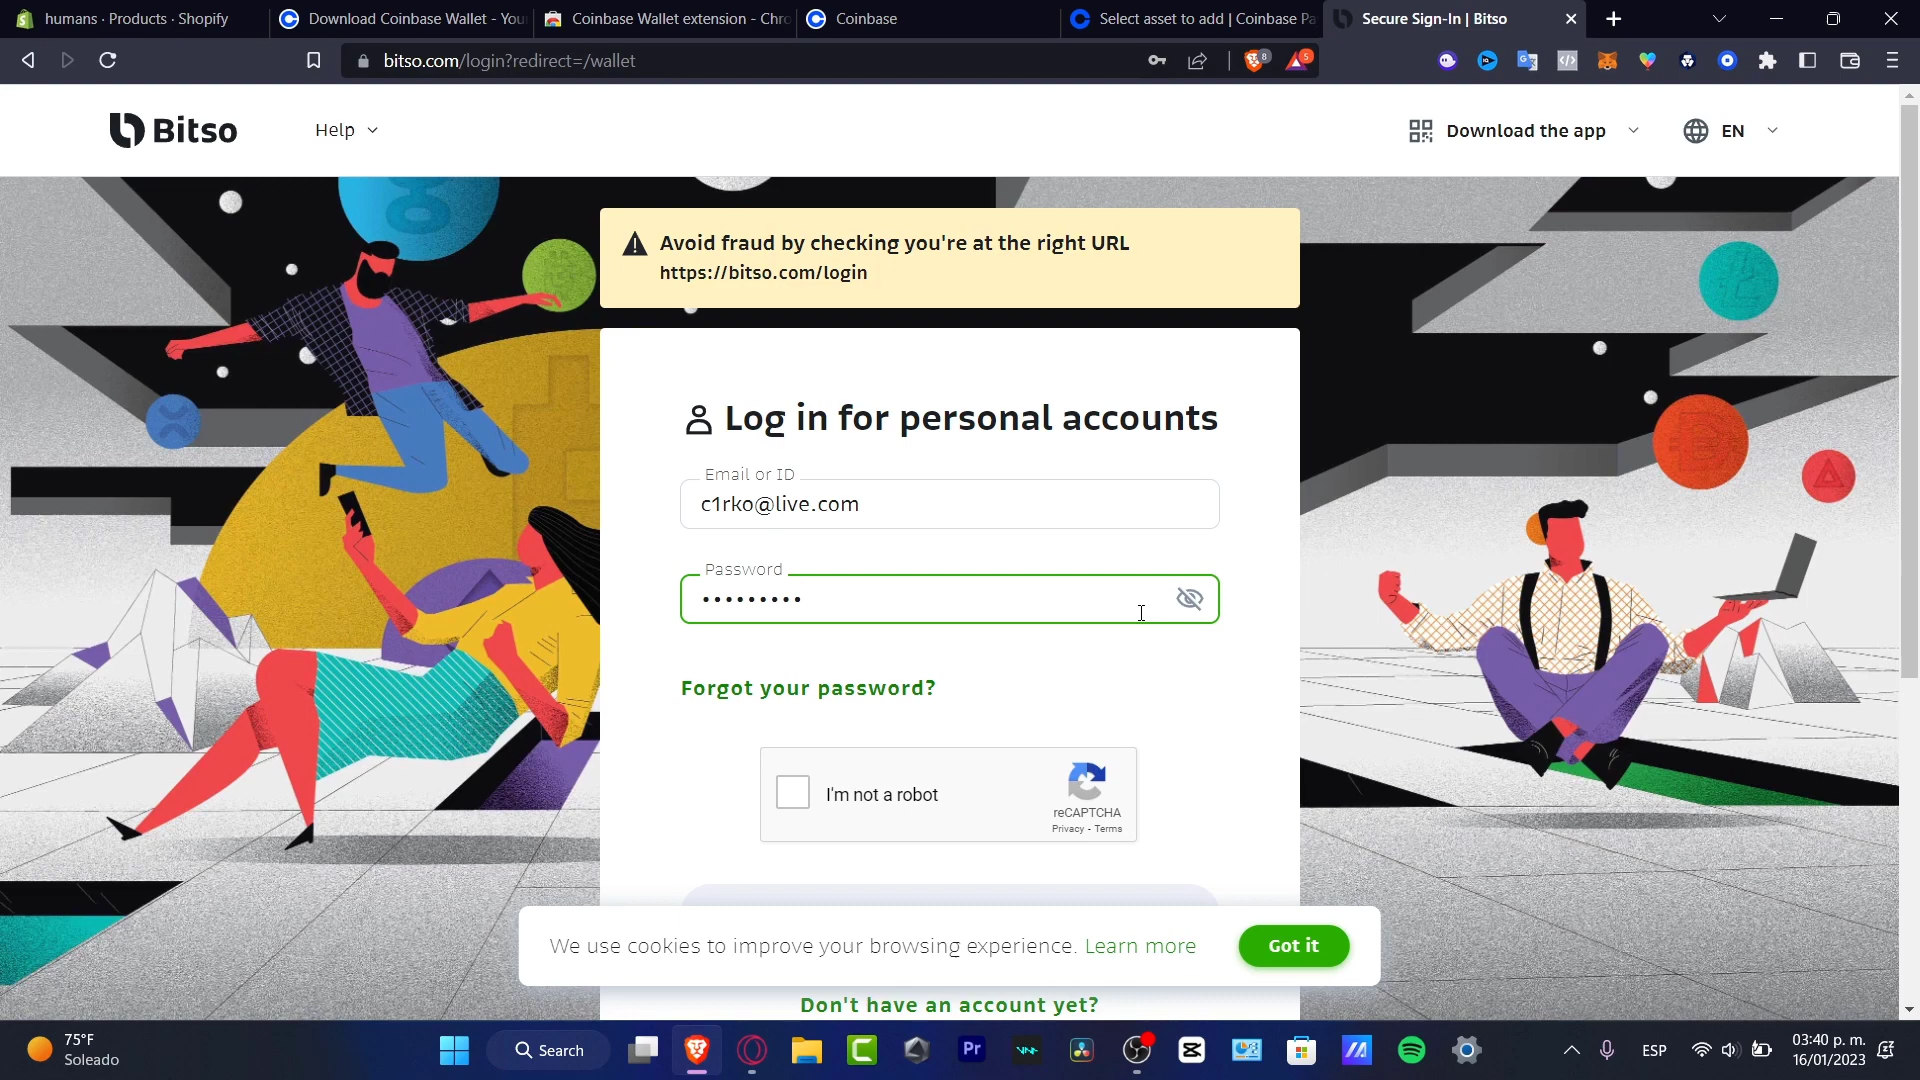 humans · Products · Shopify
Download Coinbase Wallet - You
Coinbase Wallet extension - Chro
Coinbase
Select asset to add | Coinbase Pa
Secure Sign-In | Bitso
bitso.com/login?redirect=/wallet
8
5
Bitso
Help
Download the app
EN
Avoid fraud by checking you're at the right URL
https://bitso.com/login
Log in for personal accounts
Email or ID
c1rko@live.com
Password
•••••••••
Forgot your password?
I'm not a robot
reCAPTCHA
Privacy - Terms
We use cookies to improve your browsing experience. Learn more
Got it
Don't have an account yet?
75°F
Soleado
Search
Pr
ESP
03:40 p. m.
16/01/2023